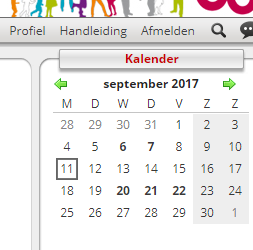 Profiel Handleiding Afmelden
Kalender
september 2017
M D W D V Z Z
28 29 30 31 1 2 3
4 5 6 7 8 9 10
11 12 13 14 15 16 17
18 19 20 21 22 23 24
25 26 27 28 29 30 1